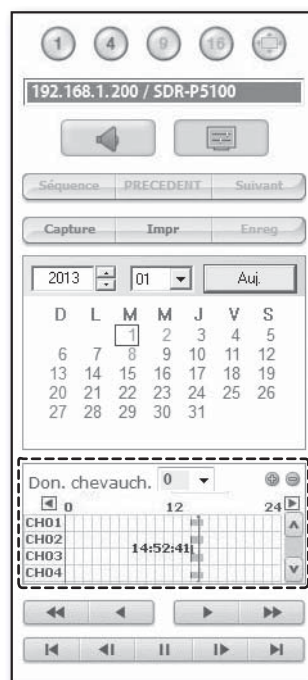 1 4 9 16
192.168.1.200 / SDR-P5100
Séquence PRECEDENT Suivant
Capture Impr Enreg
2013 01 Auj.
D L M M J V S
1 2 3 4 5
6 7 8 9 10 11 12
13 14 15 16 17 18 19
20 21 22 23 24 25 26
27 28 29 30 31
Don. chevauch. 0
0 12 24
CH01
CH02
14:52:41
CH03
CH04